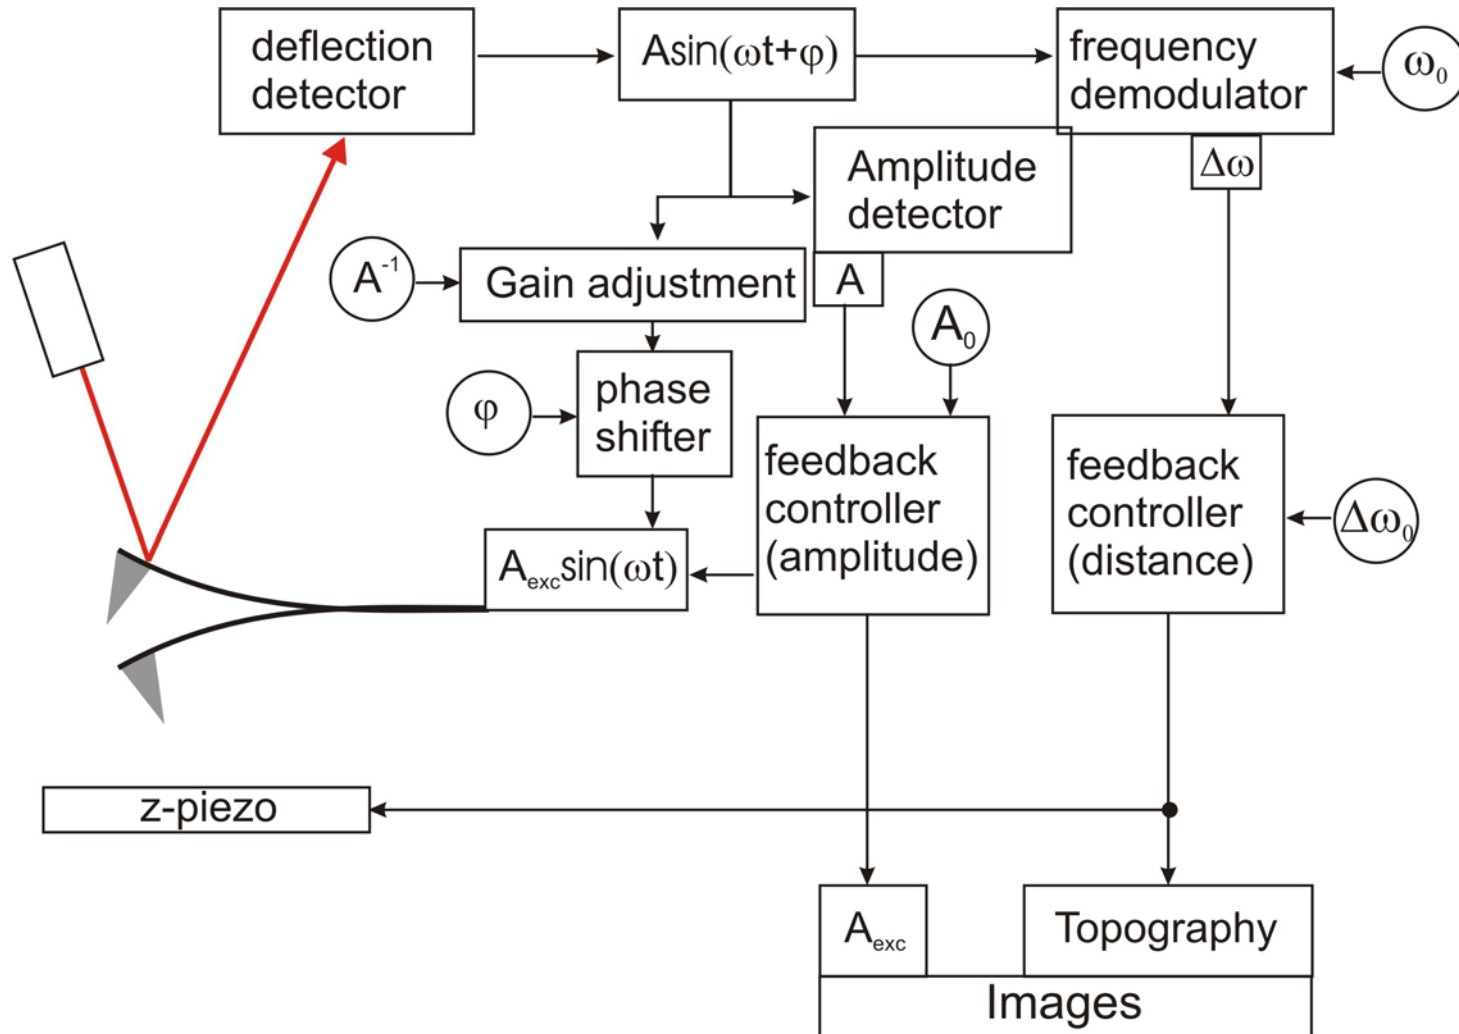 deflection
detector
Asin(ωt+φ)
frequency
demodulator
ω₀
Δω
Amplitude
detector
A
A⁻¹
Gain adjustment
A₀
φ
phase
shifter
feedback
controller
(amplitude)
feedback
controller
(distance)
Δω₀
Aₑₓcsin(ωt)
z-piezo
Aₑₓc
Topography
Images